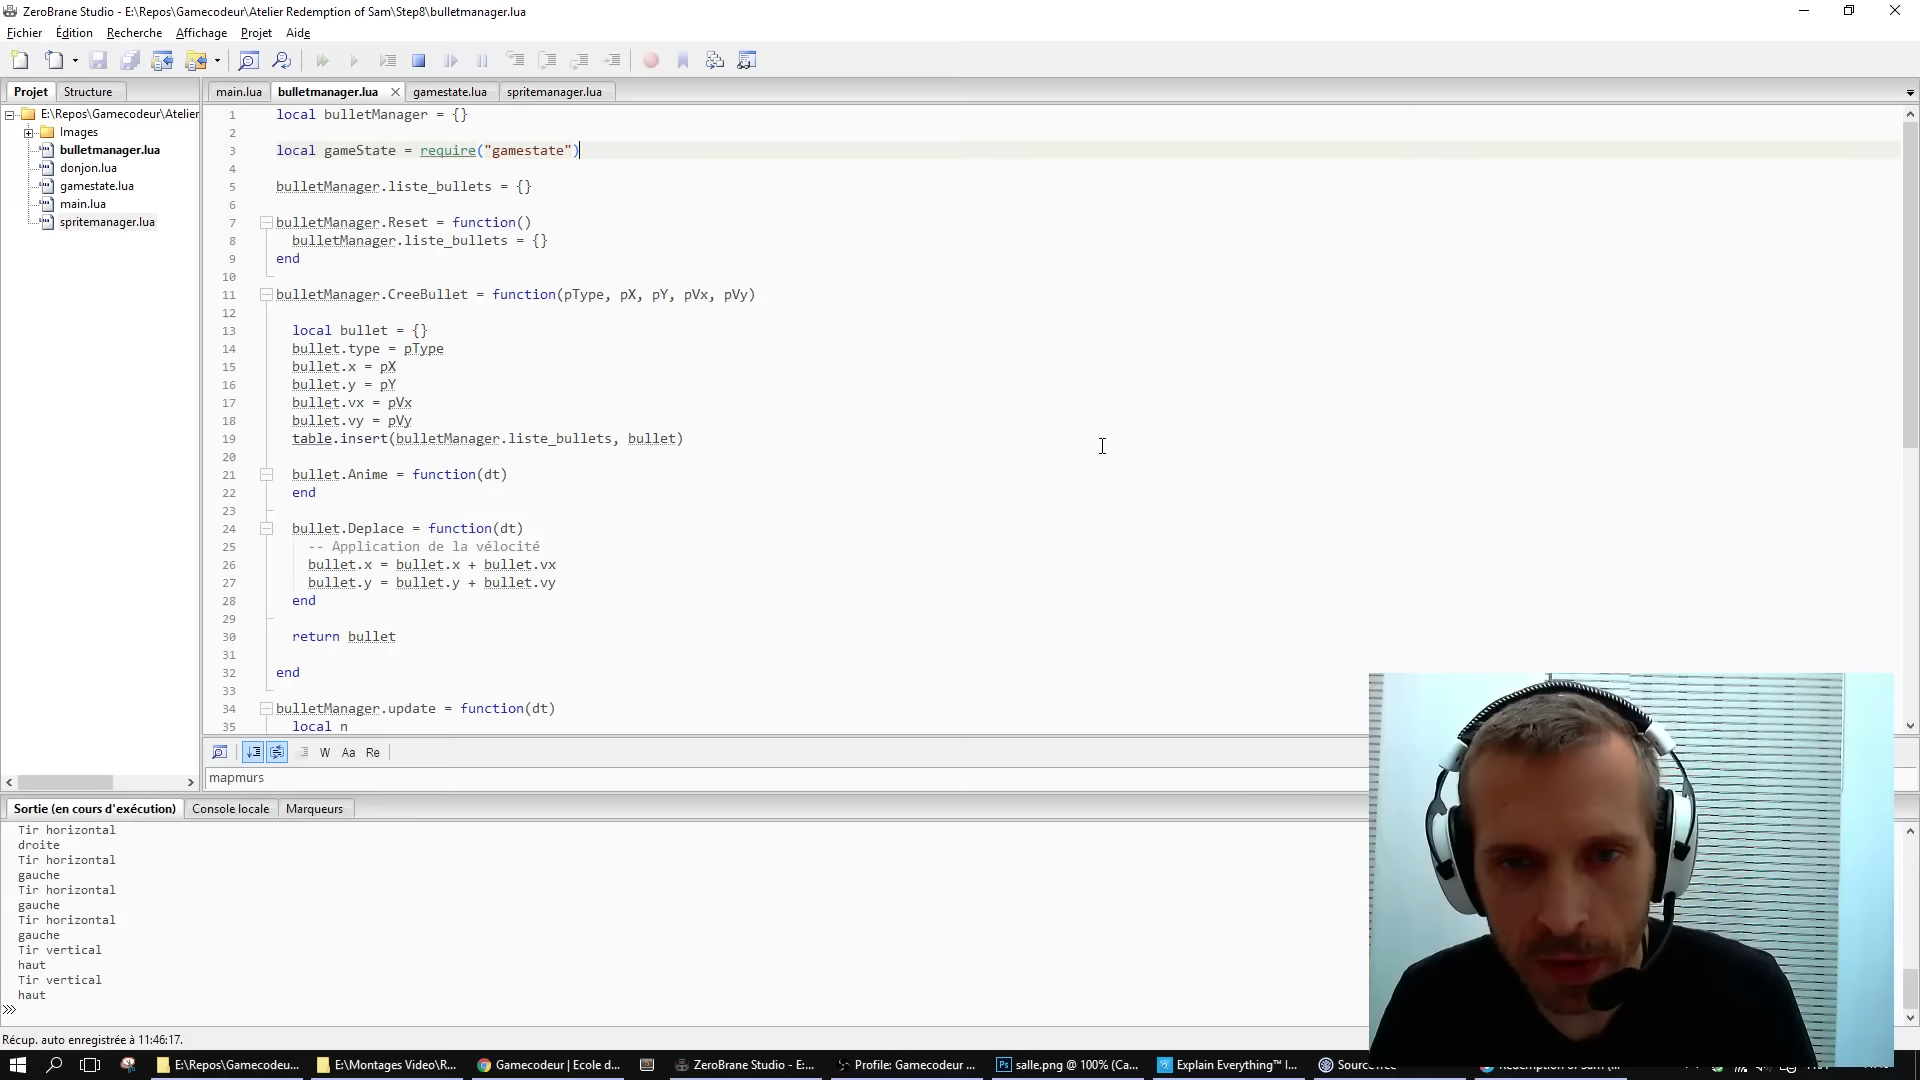 ZeroBrane Studio - E:\Repos\Gamecodeur\Atelier Redemption of Sam\Step8\bulletmanager.lua
Fichier Édition Recherche Affichage Projet Aide
Projet Structure
main.lua bulletmanager.lua gamestate.lua spritemanager.lua
E:\Repos\Gamecodeur\Atelier
Images
bulletmanager.lua
donjon.lua
gamestate.lua
main.lua
spritemanager.lua
1 local bulletManager = {}
2
3 local gameState = require("gamestate")
4
5 bulletManager.liste_bullets = {}
6
7 bulletManager.Reset = function()
8 bulletManager.liste_bullets = {}
9 end
10
11 bulletManager.CreeBullet = function(pType, pX, pY, pVx, pVy)
12
13 local bullet = {}
14 bullet.type = pType
15 bullet.x = pX
16 bullet.y = pY
17 bullet.vx = pVx
18 bullet.vy = pVy
19 table.insert(bulletManager.liste_bullets, bullet)
20
21 bullet.Anime = function(dt)
22 end
23
24 bullet.Deplace = function(dt)
25 -- Application de la vélocité
26 bullet.x = bullet.x + bullet.vx
27 bullet.y = bullet.y + bullet.vy
28 end
29
30 return bullet
31
32 end
33
34 bulletManager.update = function(dt)
35 local n
W Aa Re
mapmurs
Sortie (en cours d'exécution) Console locale Marqueurs
Tir horizontal
droite
Tir horizontal
gauche
Tir horizontal
gauche
Tir horizontal
gauche
Tir vertical
haut
Tir vertical
haut
Récup. auto enregistrée à 11:46:17.
E:\Repos\Gamecodeu... E:\Montages Video\R... Gamecodeur | Ecole d... ZeroBrane Studio - E:... Profile: Gamecodeur ... salle.png @ 100% (Ca... Explain Everything™ I...